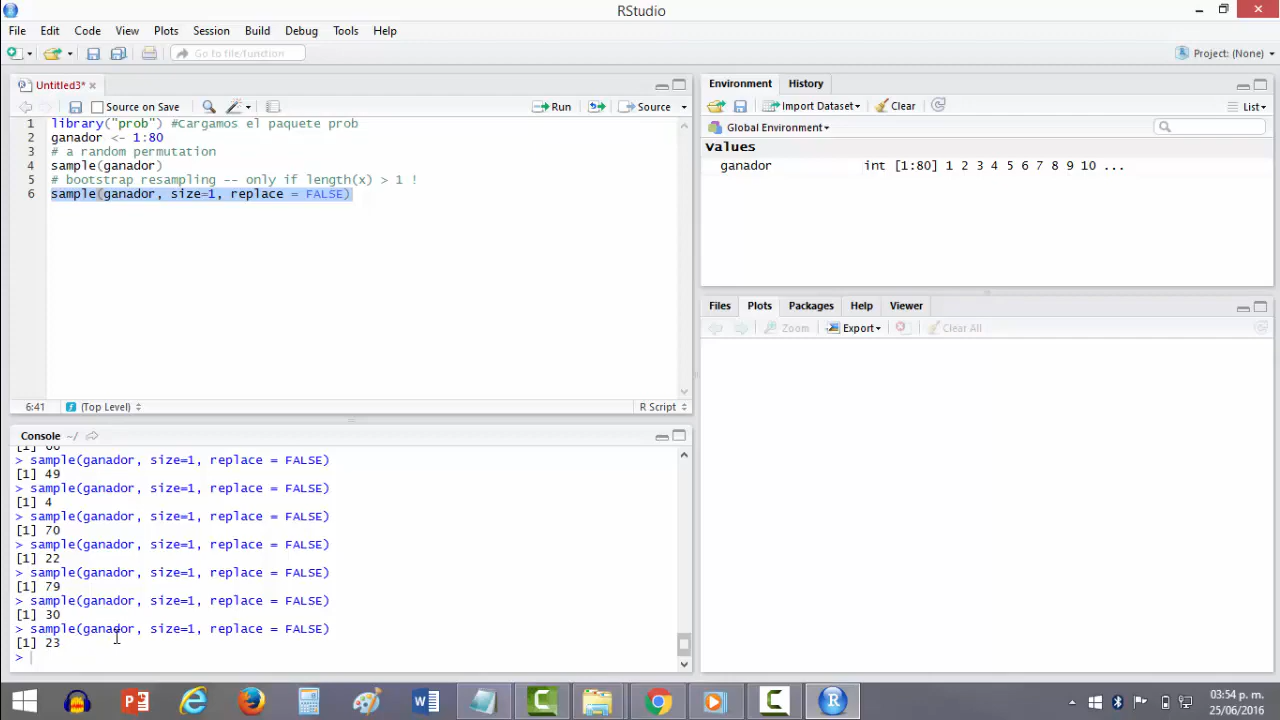 RStudio
File Edit Code View Plots Session Build Debug Tools Help
Go to file/function Project: (None)
Untitled3*
Source on Save Run Source
1 library("prob") #Cargamos el paquete prob
2 ganador <- 1:80
3 # a random permutation
4 sample(ganador)
5 # bootstrap resampling -- only if length(x) > 1 !
6 sample(ganador, size=1, replace = FALSE)
6:41 (Top Level) R Script
Console ~/
> sample(ganador, size=1, replace = FALSE)
[1] 49
> sample(ganador, size=1, replace = FALSE)
[1] 4
> sample(ganador, size=1, replace = FALSE)
[1] 70
> sample(ganador, size=1, replace = FALSE)
[1] 22
> sample(ganador, size=1, replace = FALSE)
[1] 79
> sample(ganador, size=1, replace = FALSE)
[1] 30
> sample(ganador, size=1, replace = FALSE)
[1] 23
>
Environment History
Import Dataset Clear List
Global Environment
Values
ganador int [1:80] 1 2 3 4 5 6 7 8 9 10 ...
Files Plots Packages Help Viewer
Zoom Export Clear All
03:54 p. m.
25/06/2016